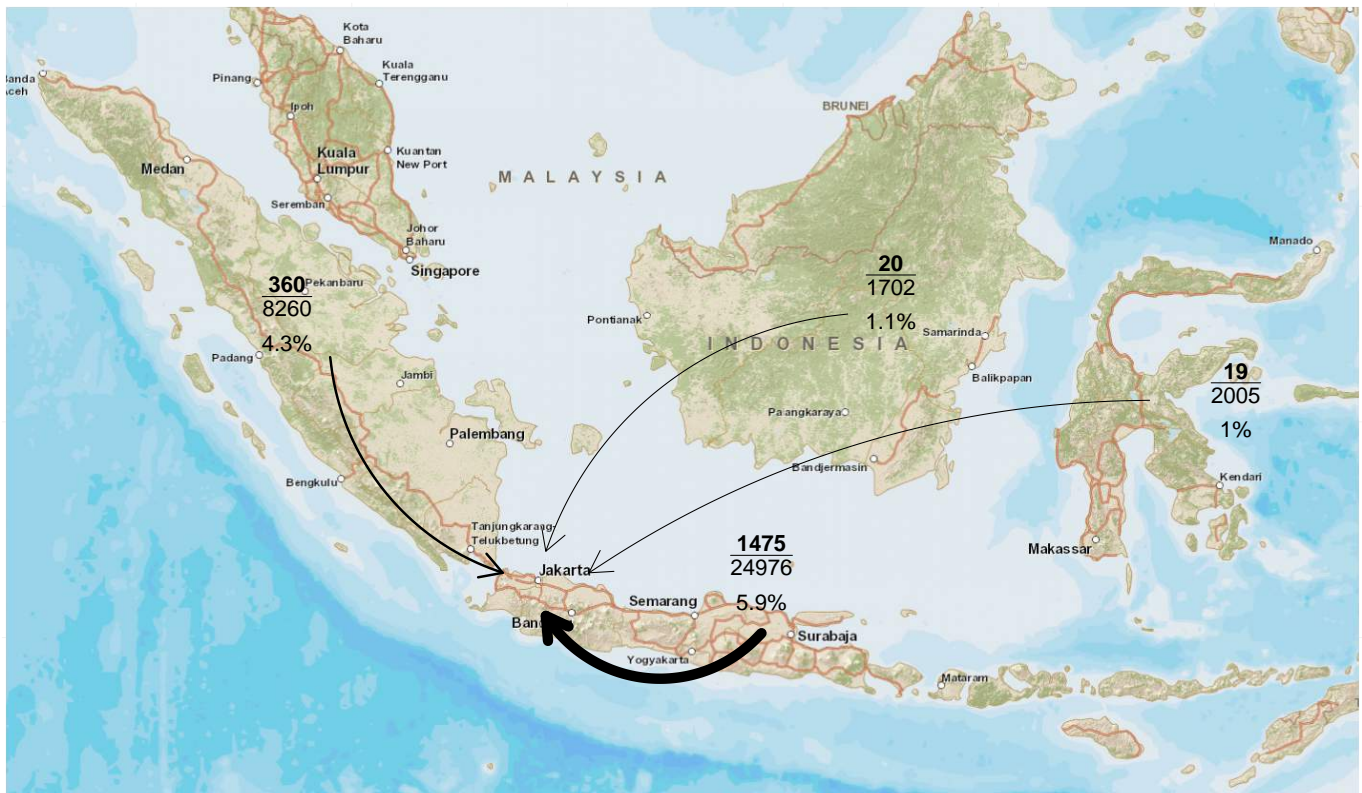 Kota
Baharu
Kuala
Terengganu
Pinang
Banda
Aceh
Ipoh
BRUNEI
Kuantan
New Port
Kuala
Lumpur
Medan
MALAYSIA
Seremban
Johor
Baharu
Singapore
Manado
360
8260
4.3%
Pekanbaru
20
1702
1.1%
Pontianak
Samarinda
INDONESIA
Padang
Jambi
Balikpapan
19
2005
1%
Palembang
Bandjermasin
Bengkulu
Kendari
Tanjungkarang-
Telukbetung
1475
24976
5.9%
Makassar
Jakarta
Semarang
Surabaja
Yogyakarta
Mataram